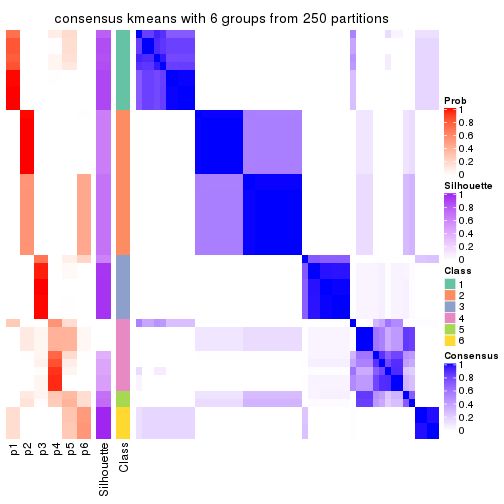 consensus kmeans with 6 groups from 250 partitions
Prob
1
0.8
0.6
0.4
0.2
0
Silhouette
1
0.8
0.6
0.4
0.2
0
Class
1
2
3
4
5
6
Consensus
1
0.8
0.6
0.4
0.2
0
p1
p2
p3
p4
p5
p6
Silhouette
Class